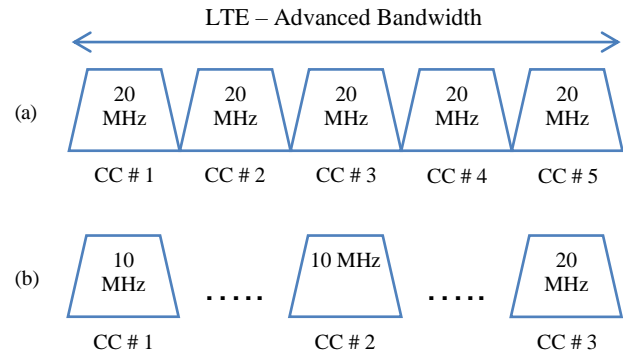 LTE – Advanced Bandwidth
(a)
20 MHz
20 MHz
20 MHz
20 MHz
20 MHz
CC # 1
CC # 2
CC # 3
CC # 4
CC # 5
(b)
10 MHz
10 MHz
20 MHz
. . . . .
. . . . .
CC # 1
CC # 2
CC # 3